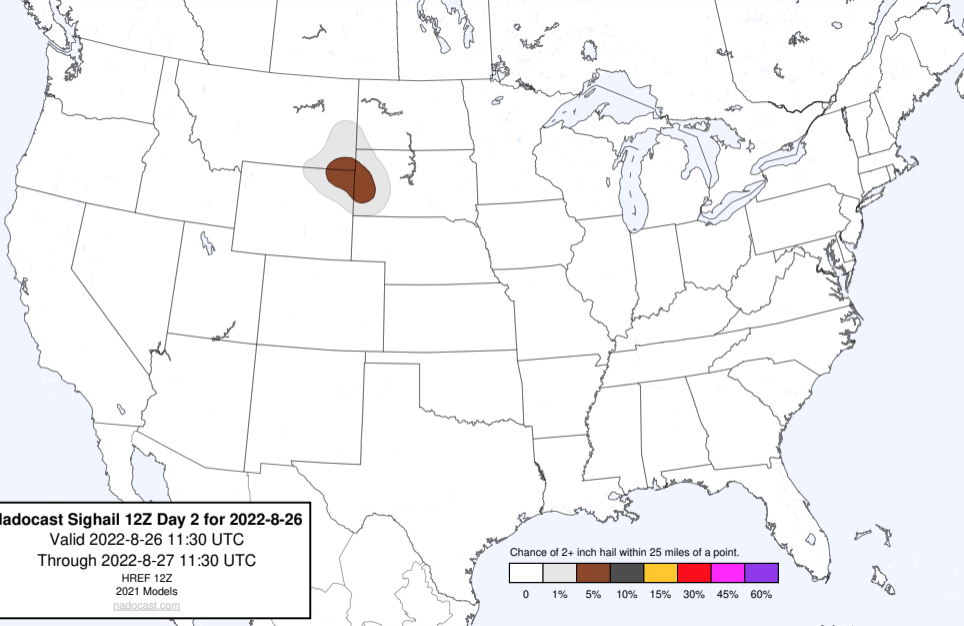 Nadocast Sighail 12Z Day 2 for 2022-8-26
Valid 2022-8-26 11:30 UTC
Through 2022-8-27 11:30 UTC
HREF 12Z
2021 Models
nadocast.com
Chance of 2+ inch hail within 25 miles of a point.
0 1% 5% 10% 15% 30% 45% 60%